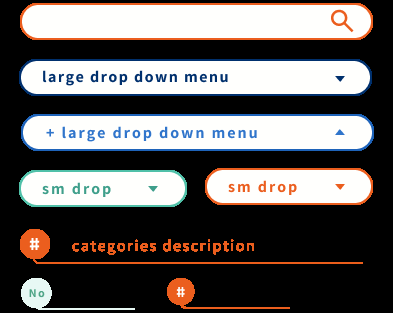 large drop down menu
+ large drop down menu
sm drop sm drop
# categories description
No #